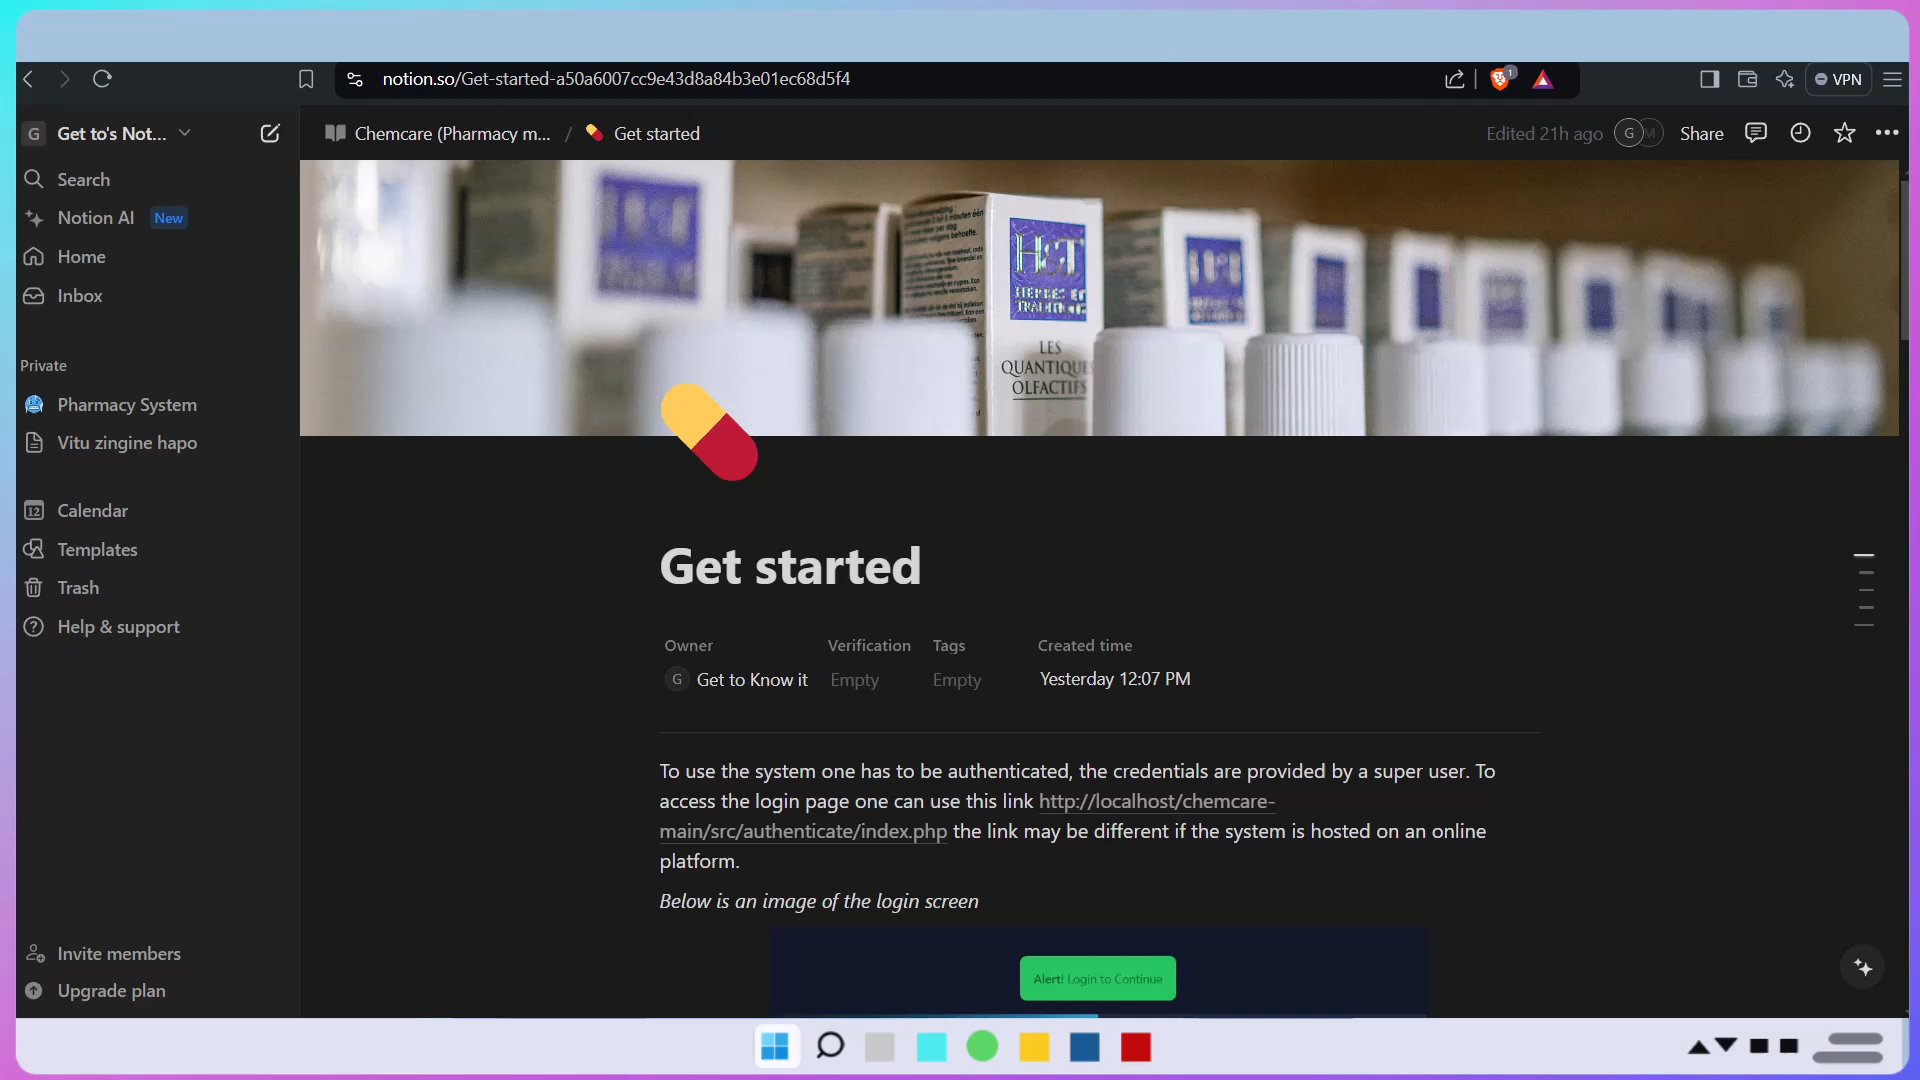 notion.so/Get-started-a50a6007cc9e43d8a84b3e01ec68d5f4
1
VPN
G Get to's Not...
Chemcare (Pharmacy m... / Get started
Edited 21h ago
G M
Share
Search
Notion AI New
Home
Inbox
Private
Pharmacy System
Vitu zingine hapo
12 Calendar
Templates
Trash
Help & support
Invite members
Upgrade plan
H&T
HERBES ET
TRADITIONS
LES
QUANTIQUES
OLFACTIFS
Get started
Owner Verification Tags Created time
G Get to Know it Empty Empty Yesterday 12:07 PM
To use the system one has to be authenticated, the credentials are provided by a super user. To
access the login page one can use this link http://localhost/chemcare-
main/src/authenticate/index.php the link may be different if the system is hosted on an online
platform.
Below is an image of the login screen
Alert! Login to Continue